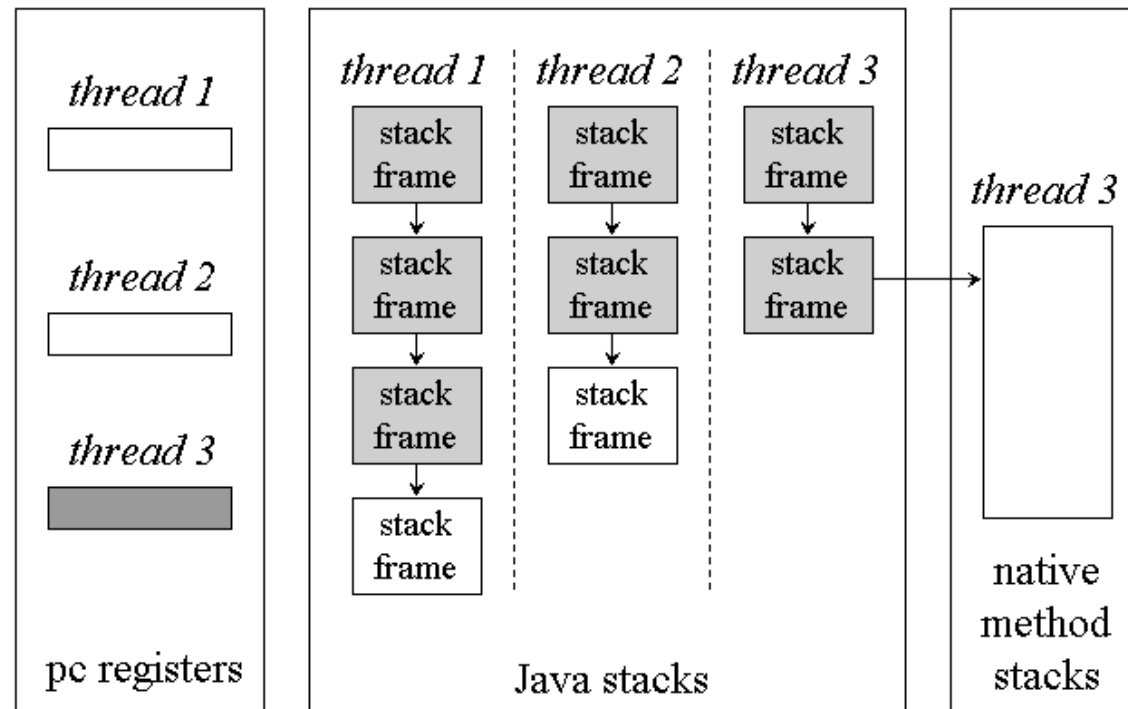 thread 1
thread 2
thread 3
pc registers
thread 1
stack
frame
stack
frame
stack
frame
stack
frame
thread 2
stack
frame
stack
frame
stack
frame
thread 3
stack
frame
stack
frame
Java stacks
thread 3
native
method
stacks